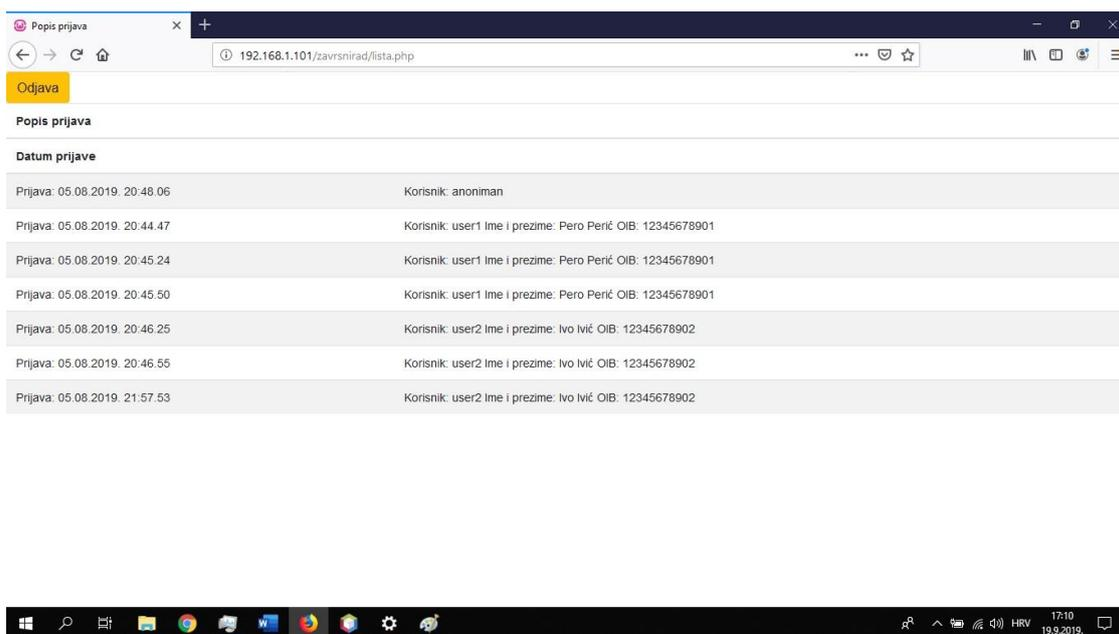 Popis prijava
192.168.1.101/zavrsnirad/lista.php
Odjava
Popis prijava
Datum prijave
Prijava: 05.08.2019. 20:48.06 Korisnik: anoniman
Prijava: 05.08.2019. 20:44.47 Korisnik: user1 Ime i prezime: Pero Perić OIB: 12345678901
Prijava: 05.08.2019. 20:45.24 Korisnik: user1 Ime i prezime: Pero Perić OIB: 12345678901
Prijava: 05.08.2019. 20:45.50 Korisnik: user1 Ime i prezime: Pero Perić OIB: 12345678901
Prijava: 05.08.2019. 20:46.25 Korisnik: user2 Ime i prezime: Ivo Ivić OIB: 12345678902
Prijava: 05.08.2019. 20:46.55 Korisnik: user2 Ime i prezime: Ivo Ivić OIB: 12345678902
Prijava: 05.08.2019. 21:57.53 Korisnik: user2 Ime i prezime: Ivo Ivić OIB: 12345678902
HRV
17:10
19.9.2019.